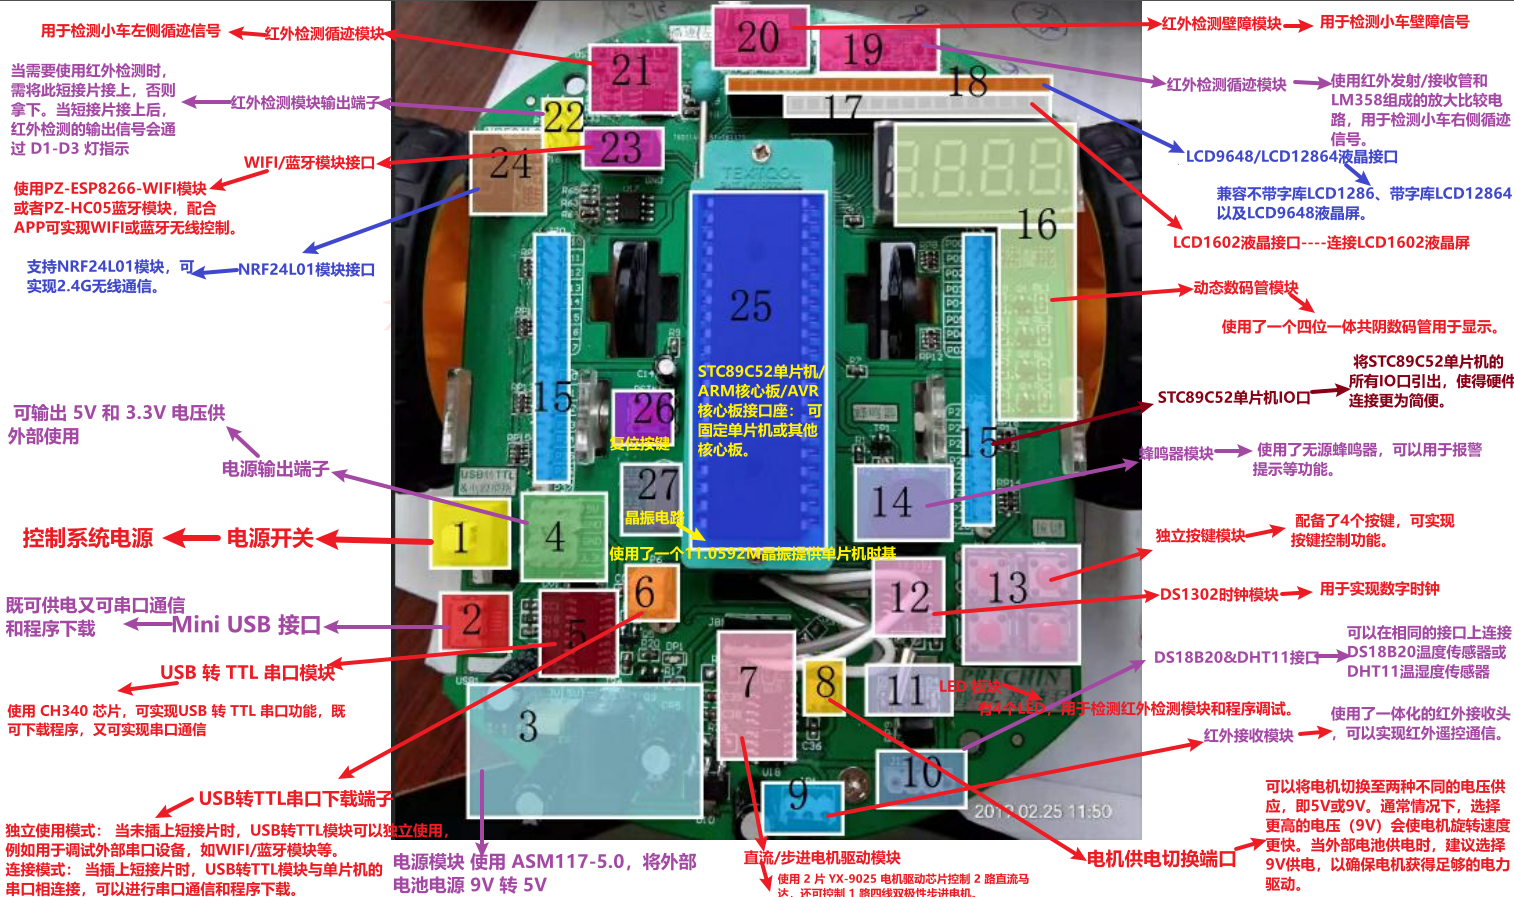 用于检测小车左侧循迹信号
红外检测循迹模块
当需要使用红外检测时,
需将此短接片接上，否则
拿下。当短接片接上后，
红外检测的输出信号会通
过 D1-D3 灯指示
红外检测模块输出端子
WIFI/蓝牙模块接口
使用PZ-ESP8266-WIFI模块
或者PZ-HC05蓝牙模块，配合
APP可实现WIFI或蓝牙无线控制。
支持NRF24L01模块，可
实现2.4G无线通信。
NRF24L01模块接口
可输出 5V 和 3.3V 电压供
外部使用
电源输出端子
控制系统电源
电源开关
既可供电又可串口通信
和程序下载
Mini USB 接口
USB 转 TTL 串口模块
使用 CH340 芯片，可实现USB 转 TTL 串口功能，既
可下载程序，又可实现串口通信
USB转TTL串口下载端子
独立使用模式： 当未插上短接片时，USB转TTL模块可以独立使用，
例如用于调试外部串口设备，如WIFI/蓝牙模块等。
连接模式： 当插上短接片时，USB转TTL模块与单片机的
串口相连接，可以进行串口通信和程序下载。
20
19
21
18
17
22
23
24
16
25
STC89C52单片机/
ARM核心板/AVR
核心板接口座： 可
固定单片机或其他
核心板。
15
15
26
复位按键
27
晶振电路
使用了一个11.0592M晶振提供单片机时基
14
1
4
2
5
6
12
13
7
8
11
LED 模块
有4个LED，用于检测红外检测模块和程序调试。
3
9
10
2019.02.25 11:50
TEXTOOL
USB转TTL
R9
C14
R7
R1
TP1
RP12
J81
DP1
R20
R17
C36
U18
USB1
按键
电源模块 使用 ASM117-5.0，将外部
电池电源 9V 转 5V
直流/步进电机驱动模块
使用 2 片 YX-9025 电机驱动芯片控制 2 路直流马
达，还可控制 1 路四线双极性步进电机。
红外检测壁障模块
用于检测小车壁障信号
红外检测循迹模块
使用红外发射/接收管和
LM358组成的放大比较电
路，用于检测小车右侧循迹
信号。
LCD9648/LCD12864液晶接口
兼容不带字库LCD1286、带字库LCD12864
以及LCD9648液晶屏。
LCD1602液晶接口----连接LCD1602液晶屏
动态数码管模块
使用了一个四位一体共阴数码管用于显示。
STC89C52单片机IO口
将STC89C52单片机的
所有IO口引出，使得硬件
连接更为简便。
蜂鸣器模块
使用了无源蜂鸣器，可以用于报警
提示等功能。
独立按键模块
配备了4个按键，可实现
按键控制功能。
DS1302时钟模块
用于实现数字时钟
DS18B20&DHT11接口
可以在相同的接口上连接
DS18B20温度传感器或
DHT11温湿度传感器
红外接收模块
使用了一体化的红外接收头
，可以实现红外遥控通信。
电机供电切换端口
可以将电机切换至两种不同的电压供
应，即5V或9V。通常情况下，选择
更高的电压（9V）会使电机旋转速度
更快。当外部电池供电时，建议选择
9V供电，以确保电机获得足够的电力
驱动。